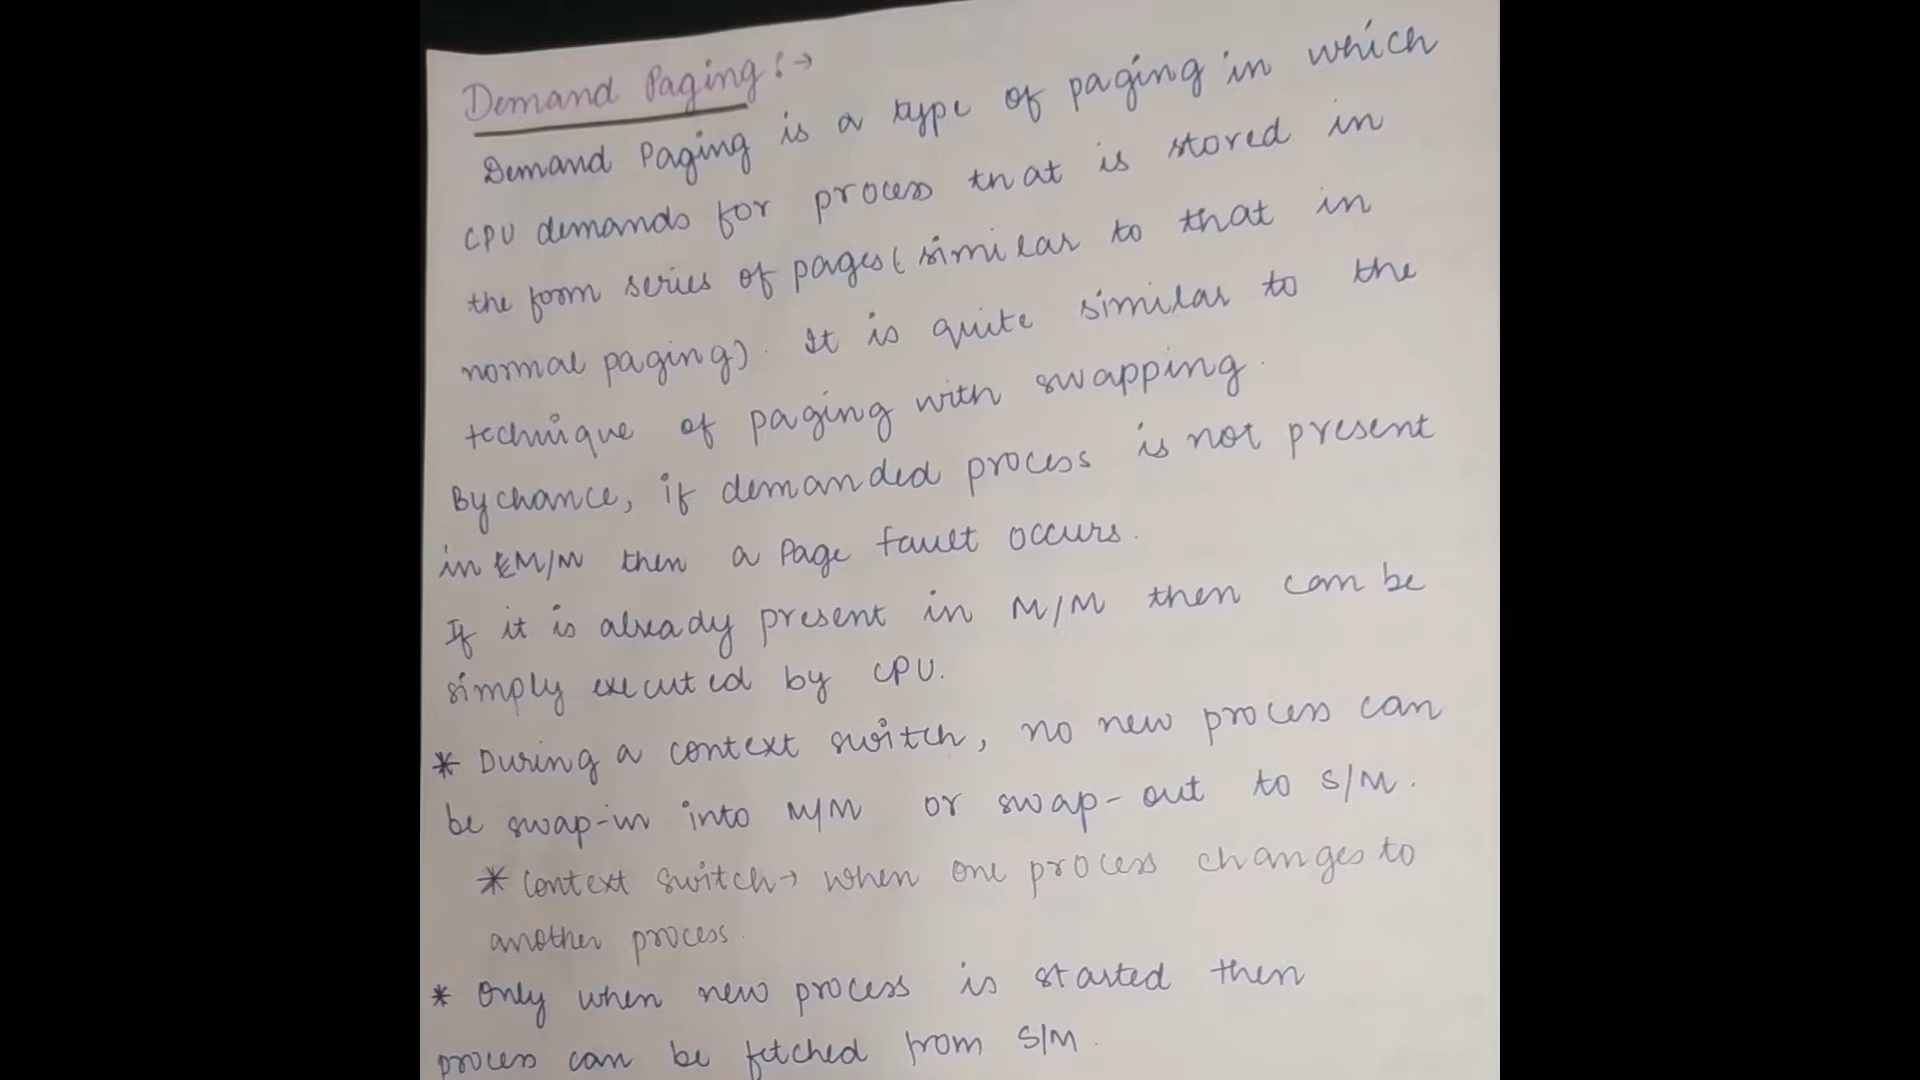 Demand Paging :→
Demand Paging is a type of paging in which
CPU demands for process that is stored in
the form series of pages (similar to that in
normal paging). It is quite similar to the
technique of paging with swapping.
By chance, if demanded process is not present
in M/M then a Page fault occurs.
If it is already present in M/M then can be
simply executed by CPU.
* During a context switch, no new process can
be swap-in into M/M or swap-out to S/M.
* Context switch → when one process changes to
another process.
* Only when new process is started then
process can be fetched from S/M.